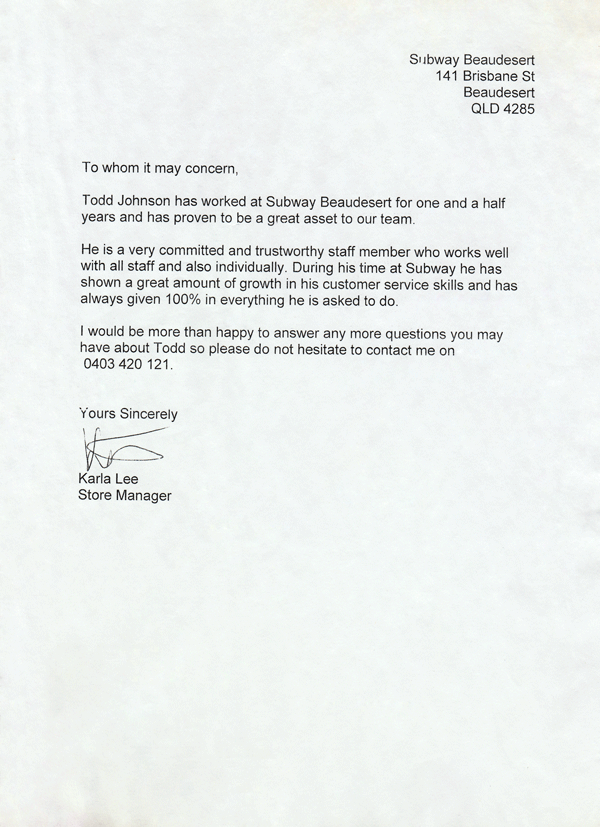 Subway Beaudesert
141 Brisbane St
Beaudesert
QLD 4285
To whom it may concern,
Todd Johnson has worked at Subway Beaudesert for one and a half
years and has proven to be a great asset to our team.
He is a very committed and trustworthy staff member who works well
with all staff and also individually. During his time at Subway he has
shown a great amount of growth in his customer service skills and has
always given 100% in everything he is asked to do.
I would be more than happy to answer any more questions you may
have about Todd so please do not hesitate to contact me on
0403 420 121.
Yours Sincerely
Karla Lee
Store Manager